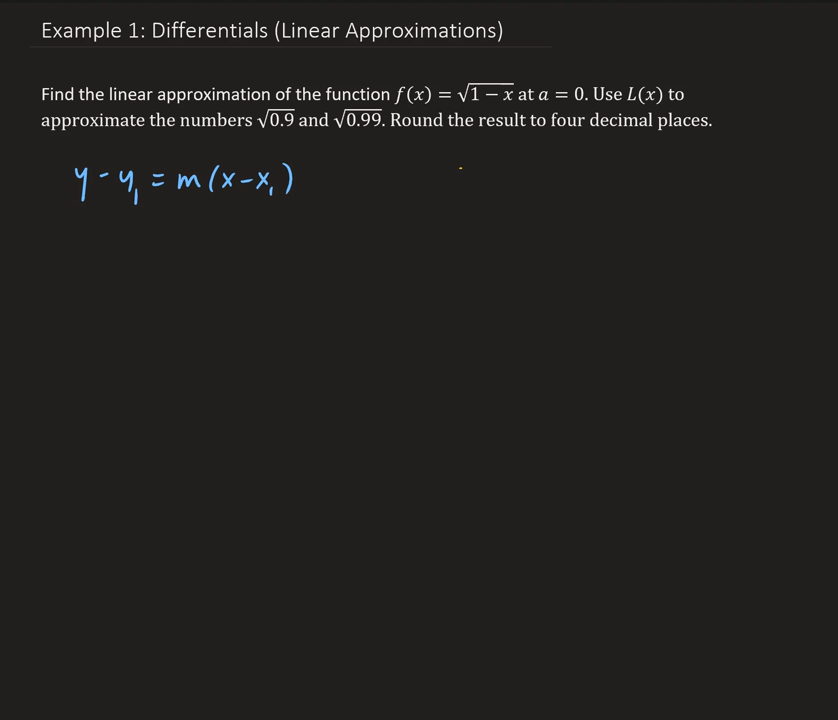 Example 1: Differentials (Linear Approximations)
Find the linear approximation of the function f(x) = √(1 − x) at a = 0. Use L(x) to
approximate the numbers √0.9 and √0.99. Round the result to four decimal places.
y - y₁ = m(x-x₁)